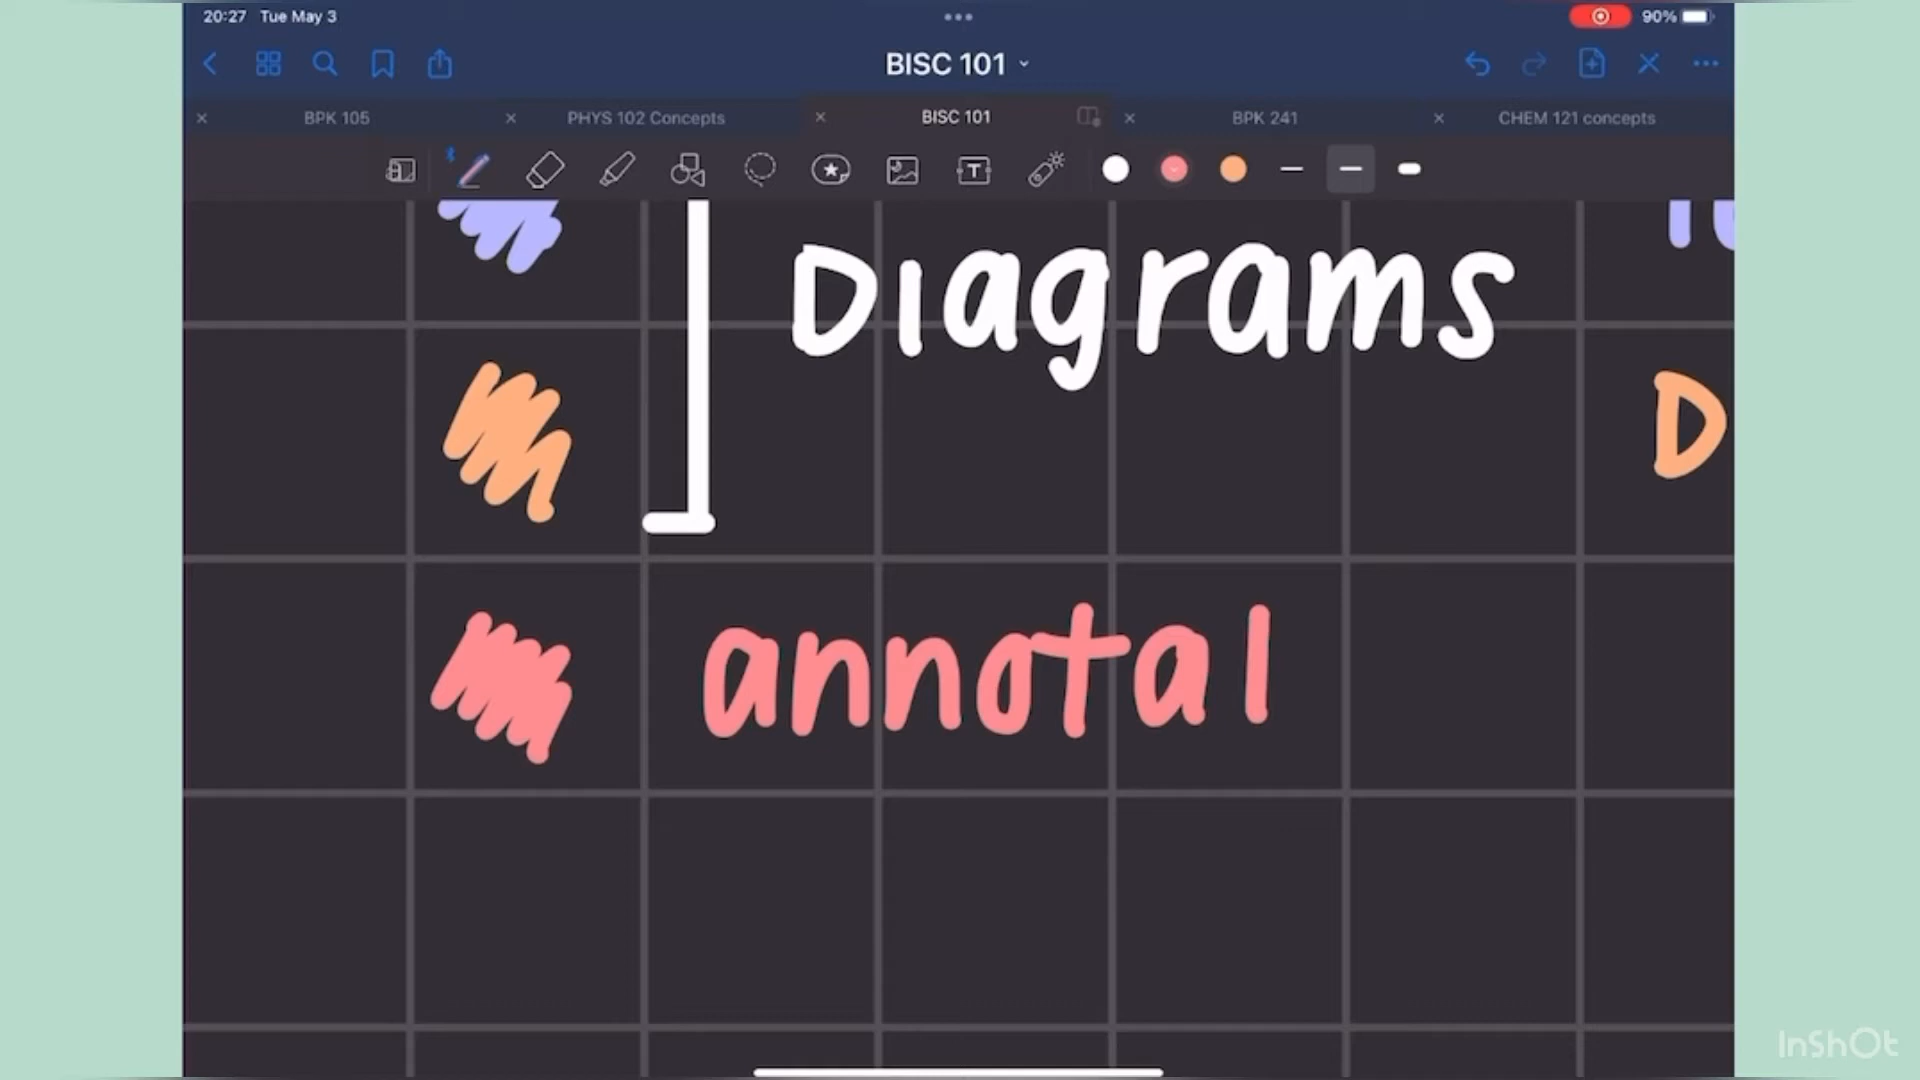 20:27 Tue May 3 90%
BISC 101
BPK 105 PHYS 102 Concepts BISC 101 BPK 241 CHEM 121 concepts
T
Diagrams
D
annotal
InShOt